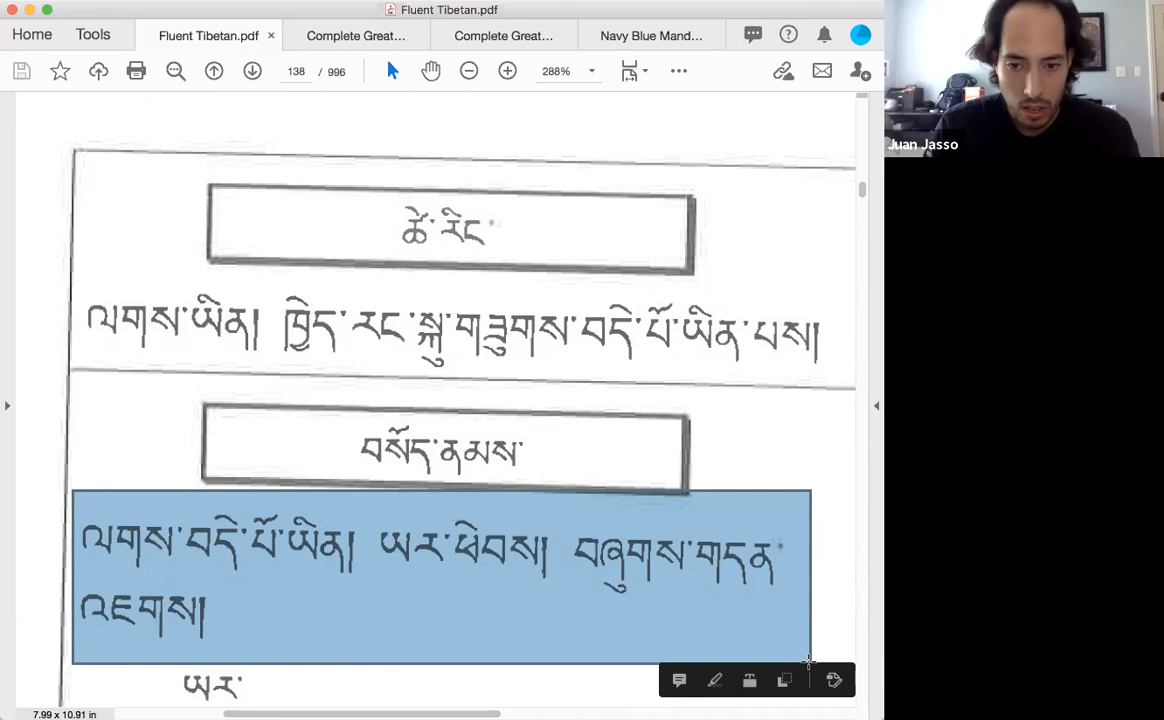 Fluent Tibetan.pdf
Home
Tools
Fluent Tibetan.pdf ×
Complete Great...
Complete Great...
Navy Blue Mand...
138 / 996
288%
Juan Jasso
ཚེ་རིང་
ལགས་ཡིན། ཁྱེད་རང་སྐུ་གཟུགས་བདེ་པོ་ཡིན་པས།
བསོད་ནམས་
ལགས་བདེ་པོ་ཡིན། ཡར་ཕེབས། བཞུགས་གདན་
འཇགས།
ཡར་
7.99 x 10.91 in